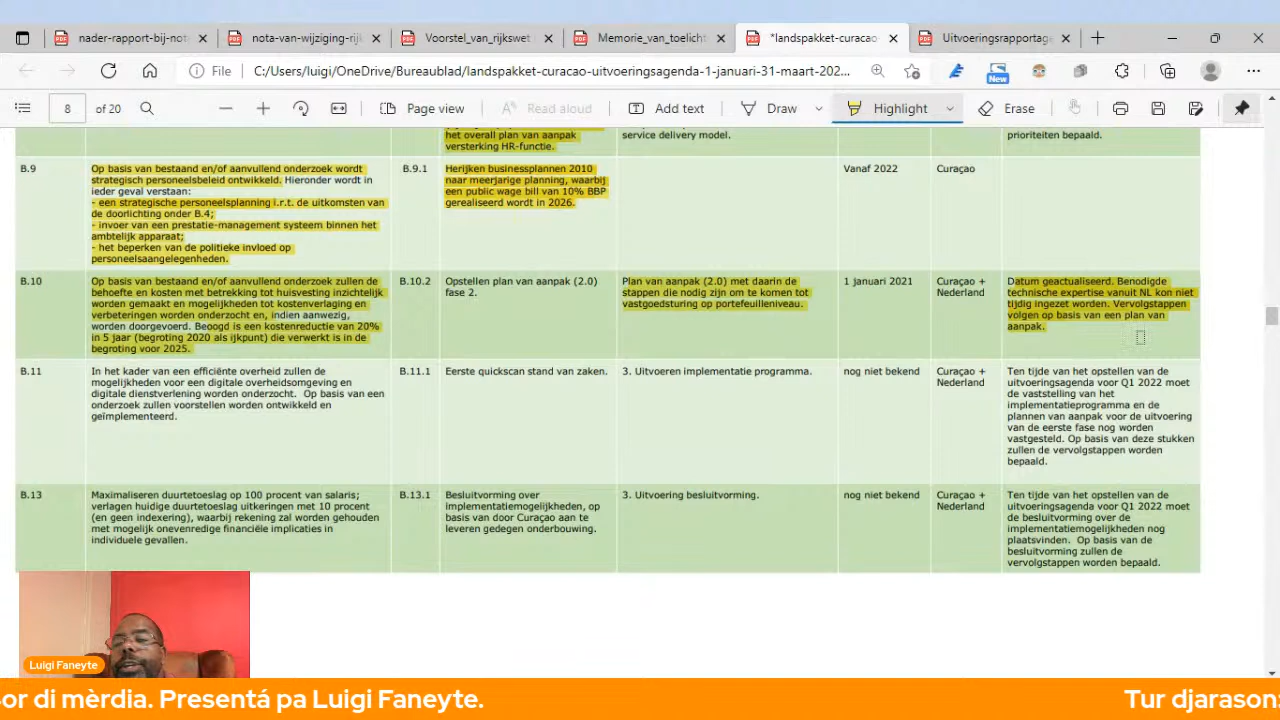 nader-rapport-bij-not
nota-van-wijziging-rijk
Voorstel_van_rijkswet
Memorie_van_toelicht
*landspakket-curacao-
Uitvoeringsrapportage
File
C:/Users/luigi/OneDrive/Bureaublad/landspakket-curacao-uitvoeringsagenda-1-januari-31-maart-202...
New
8
of 20
Page view
Read aloud
Add text
Draw
Highlight
Erase
het overall plan van aanpak
versterking HR-functie.
service delivery model.
prioriteiten bepaald.
B.9
Op basis van bestaand en/of aanvullend onderzoek wordt
strategisch personeelsbeleid ontwikkeld. Hieronder wordt in
ieder geval verstaan:
- een strategische personeelsplanning i.r.t. de uitkomsten van
de doorlichting onder B.4;
- invoer van een prestatie-management systeem binnen het
ambtelijk apparaat;
- het beperken van de politieke invloed op
personeelsaangelegenheden.
B.9.1
Herijken businessplannen 2010
naar meerjarige planning, waarbij
een public wage bill van 10% BBP
gerealiseerd wordt in 2026.
Vanaf 2022
Curaçao
B.10
Op basis van bestaand en/of aanvullend onderzoek zullen de
behoefte en kosten met betrekking tot huisvesting inzichtelijk
worden gemaakt en mogelijkheden tot kostenverlaging en
verbeteringen worden onderzocht en, indien aanwezig,
worden doorgevoerd. Beoogd is een kostenreductie van 20%
in 5 jaar (begroting 2020 als ijkpunt) die verwerkt is in de
begroting voor 2025.
B.10.2
Opstellen plan van aanpak (2.0)
fase 2.
Plan van aanpak (2.0) met daarin de
stappen die nodig zijn om te komen tot
vastgoedsturing op portefeuilleniveau.
1 januari 2021
Curaçao +
Nederland
Datum geactualiseerd. Benodigde
technische expertise vanuit NL kon niet
tijdig ingezet worden. Vervolgstappen
volgen op basis van een plan van
aanpak.
B.11
In het kader van een efficiënte overheid zullen de
mogelijkheden voor een digitale overheidsomgeving en
digitale dienstverlening worden onderzocht. Op basis van een
onderzoek zullen voorstellen worden ontwikkeld en
geïmplementeerd.
B.11.1
Eerste quickscan stand van zaken.
3. Uitvoeren implementatie programma.
nog niet bekend
Curaçao +
Nederland
Ten tijde van het opstellen van de
uitvoeringsagenda voor Q1 2022 moet
de vaststelling van het
implementatieprogramma en de
plannen van aanpak voor de uitvoering
van de eerste fase nog worden
vastgesteld. Op basis van deze stukken
zullen de vervolgstappen worden
bepaald.
B.13
Maximaliseren duurtetoeslag op 100 procent van salaris;
verlagen huidige duurtetoeslag uitkeringen met 10 procent
(en geen indexering), waarbij rekening zal worden gehouden
met mogelijk onevenredige financiële implicaties in
individuele gevallen.
B.13.1
Besluitvorming over
implementatiemogelijkheden, op
basis van door Curaçao aan te
leveren gedegen onderbouwing.
3. Uitvoering besluitvorming.
nog niet bekend
Curaçao +
Nederland
Ten tijde van het opstellen van de
uitvoeringsagenda voor Q1 2022 moet
de besluitvorming over de
implementatiemogelijkheden nog
plaatsvinden. Op basis van de
besluitvorming zullen de
vervolgstappen worden bepaald.
Luigi Faneyte
or di mèrdia. Presentá pa Luigi Faneyte.
Tur djarason: